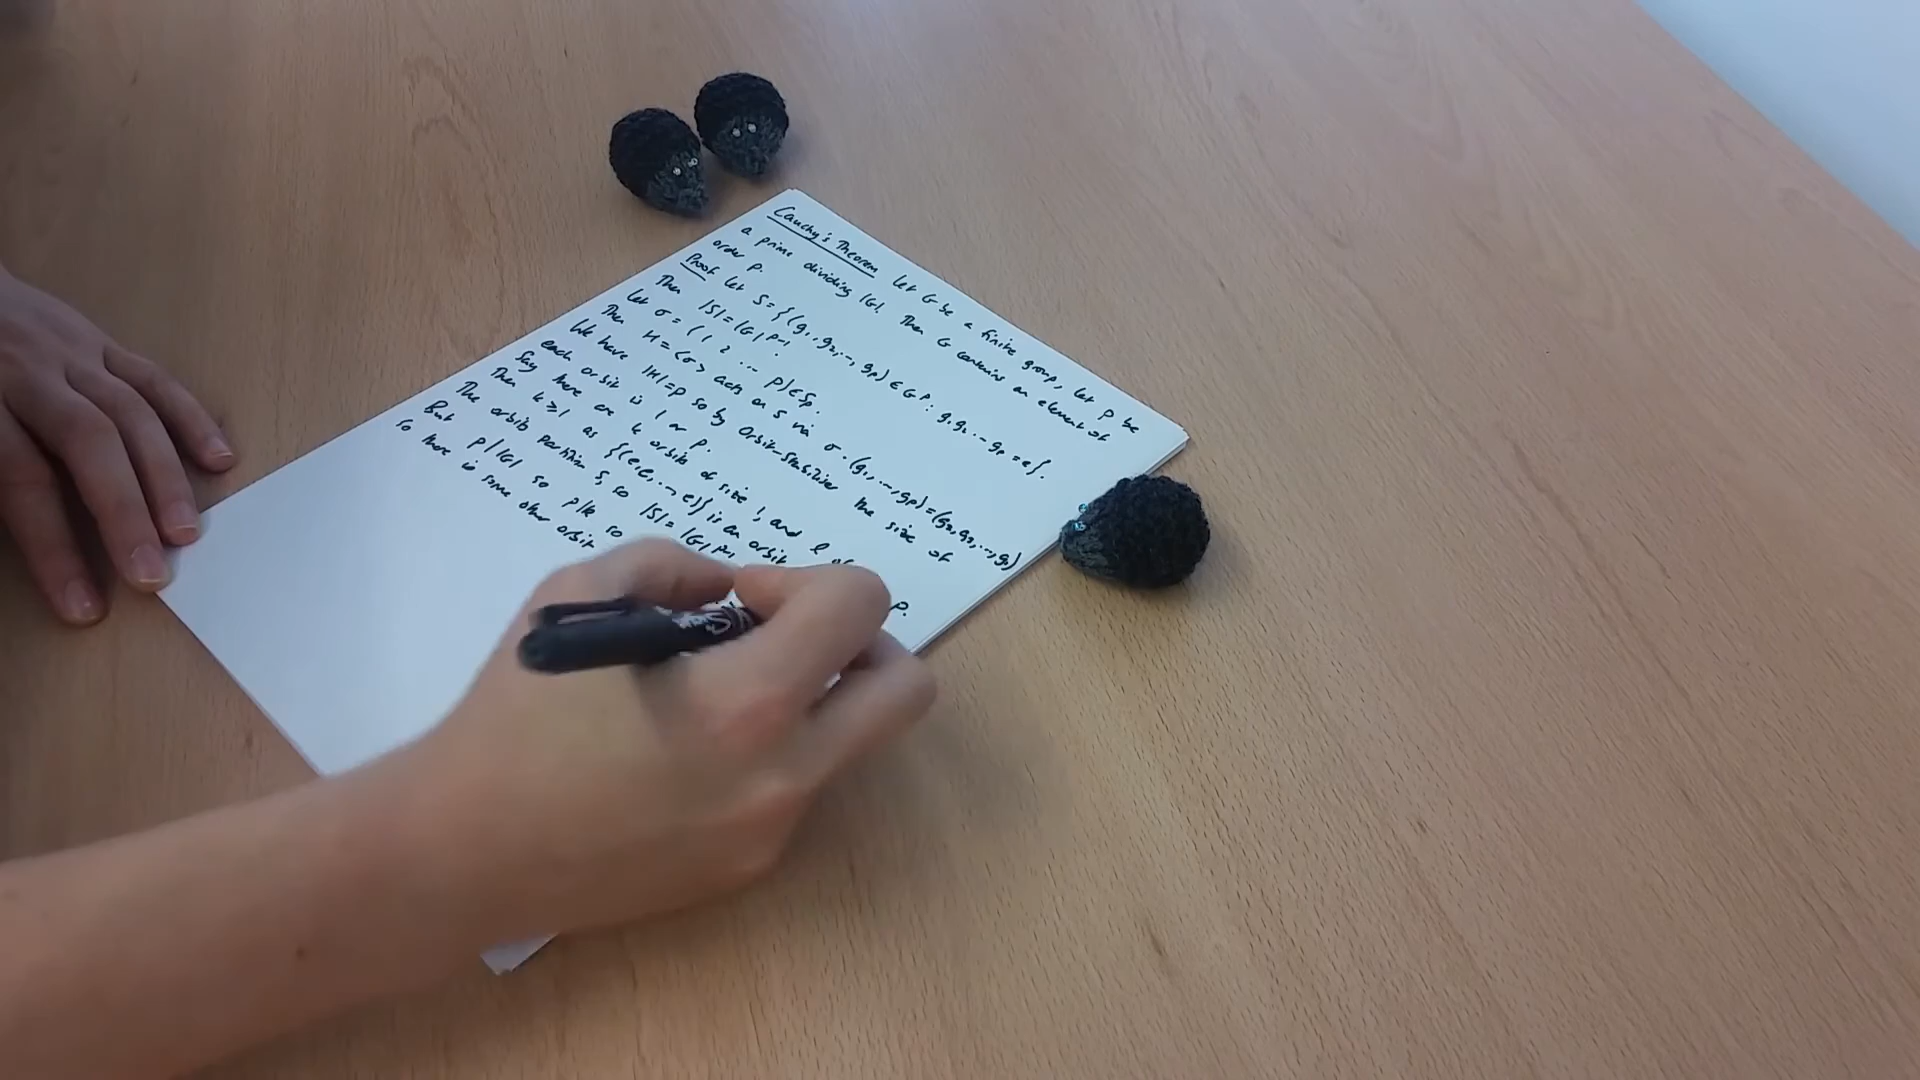 Cauchy's Theorem Let G be a finite group, let p be
a prime dividing |G|. Then G contains an element of
order p.
Proof Let S = {(g₁, g₂, ..., gₚ) ∈ Gᵖ : g₁g₂...gₚ = e}.
Then |S| = |G|ᵖ⁻¹.
Let σ = (1 2 ... p) ∈ Sₚ.
Then H = <σ> acts on S via σ·(g₁, ..., gₚ) = (g₂, g₃, ..., g₁)
We have |H| = p so by Orbit-Stabiliser the size of
each orbit is 1 or p.
Say there are k orbits of size 1, and l of p.
Then k ≥ 1 as {(e, e, ..., e)} is an orbit
The orbits partition S, so |S| = |G|ᵖ⁻¹
But p | |G| so p|k so
So there is some other orbit